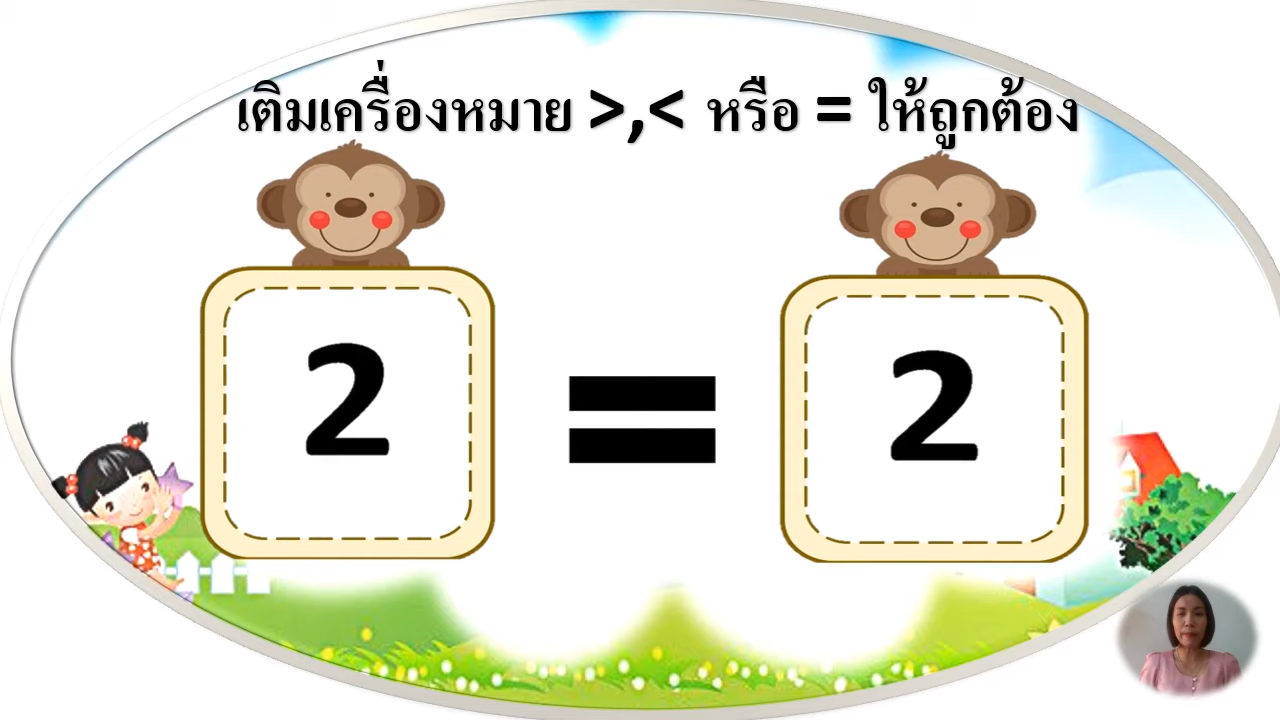 เติมเครื่องหมาย >,< หรือ = ให้ถูกต้อง
2 = 2